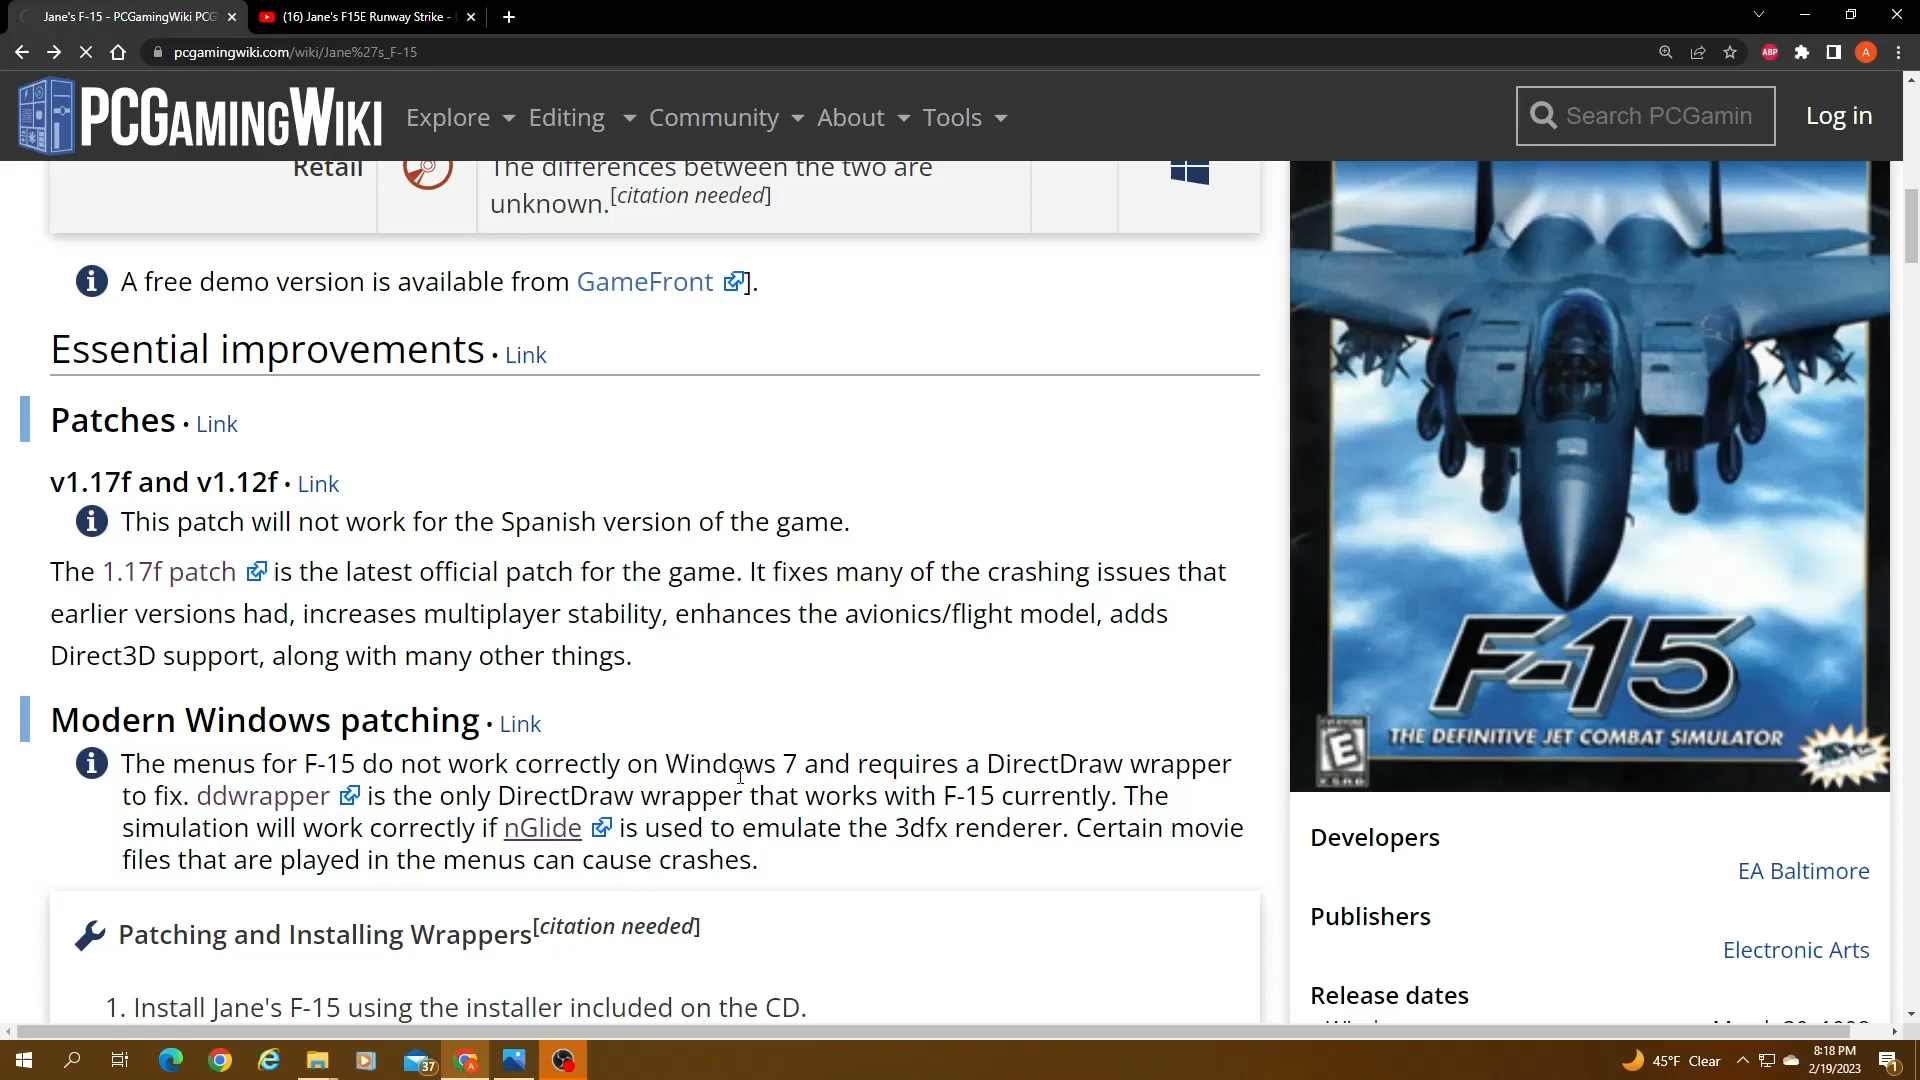 Jane's F-15 - PCGamingWiki PCG
(16) Jane's F15E Runway Strike -
pcgamingwiki.com/wiki/Jane%27s_F-15
ABP
A
PCGamingWiki
Explore
Editing
Community
About
Tools
Search PCGamin
Log in
Retail
The differences between the two are
unknown.[citation needed]
A free demo version is available from GameFront ].
Essential improvements • Link
Patches • Link
v1.17f and v1.12f • Link
This patch will not work for the Spanish version of the game.
The 1.17f patch is the latest official patch for the game. It fixes many of the crashing issues that
earlier versions had, increases multiplayer stability, enhances the avionics/flight model, adds
Direct3D support, along with many other things.
Modern Windows patching • Link
The menus for F-15 do not work correctly on Windows 7 and requires a DirectDraw wrapper
to fix. ddwrapper is the only DirectDraw wrapper that works with F-15 currently. The
simulation will work correctly if nGlide is used to emulate the 3dfx renderer. Certain movie
files that are played in the menus can cause crashes.
Patching and Installing Wrappers[citation needed]
1. Install Jane's F-15 using the installer included on the CD.
F-15
THE DEFINITIVE JET COMBAT SIMULATOR
E
Developers
EA Baltimore
Publishers
Electronic Arts
Release dates
37
A
45°F Clear
8:18 PM
2/19/2023
1